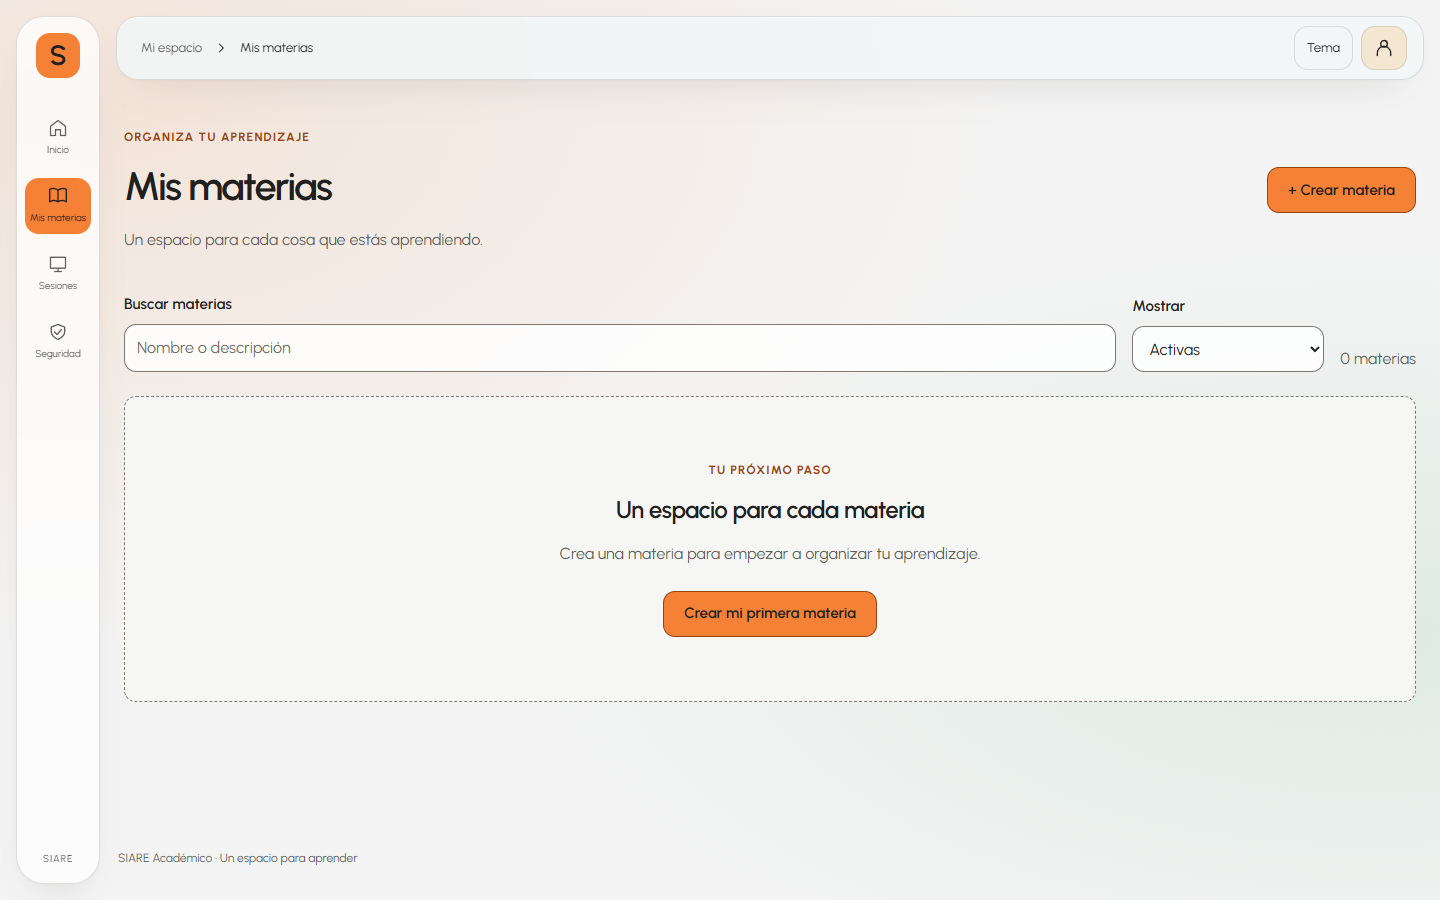 S
Inicio
Mis materias
Sesiones
Seguridad
SIARE
Mi espacio > Mis materias
Tema
ORGANIZA TU APRENDIZAJE
Mis materias
+ Crear materia
Un espacio para cada cosa que estás aprendiendo.
Buscar materias
Nombre o descripción
Mostrar
Activas
0 materias
TU PRÓXIMO PASO
Un espacio para cada materia
Crea una materia para empezar a organizar tu aprendizaje.
Crear mi primera materia
SIARE Académico · Un espacio para aprender